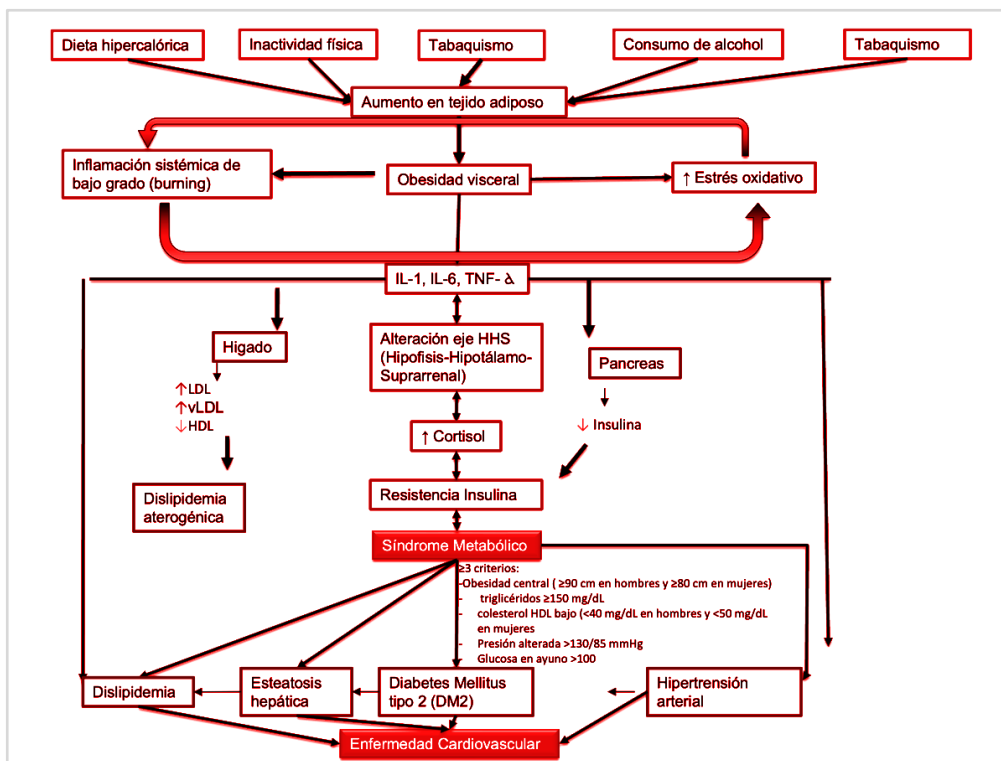 Dieta hipercalórica
Inactividad física
Tabaquismo
Consumo de alcohol
Tabaquismo
Aumento en tejido adiposo
Inflamación sistémica de
bajo grado (burning)
Obesidad visceral
↑ Estrés oxidativo
IL-1, IL-6, TNF- ձ
Higado
↑LDL
↑vLDL
↓HDL
Dislipidemia
aterogénica
Alteración eje HHS
(Hipofisis-Hipotálamo-
Suprarrenal)
↑ Cortisol
Pancreas
↓ Insulina
Resistencia Insulina
Síndrome Metabólico
≥3 criterios:
-Obesidad central ( ≥90 cm en hombres y ≥80 cm en mujeres)
- triglicéridos ≥150 mg/dL
- colesterol HDL bajo (<40 mg/dL en hombres y <50 mg/dL
en mujeres
- Presión alterada >130/85 mmHg
- Glucosa en ayuno >100
Dislipidemia
Esteatosis
hepática
Diabetes Mellitus
tipo 2 (DM2)
Hipertrensión
arterial
Enfermedad Cardiovascular